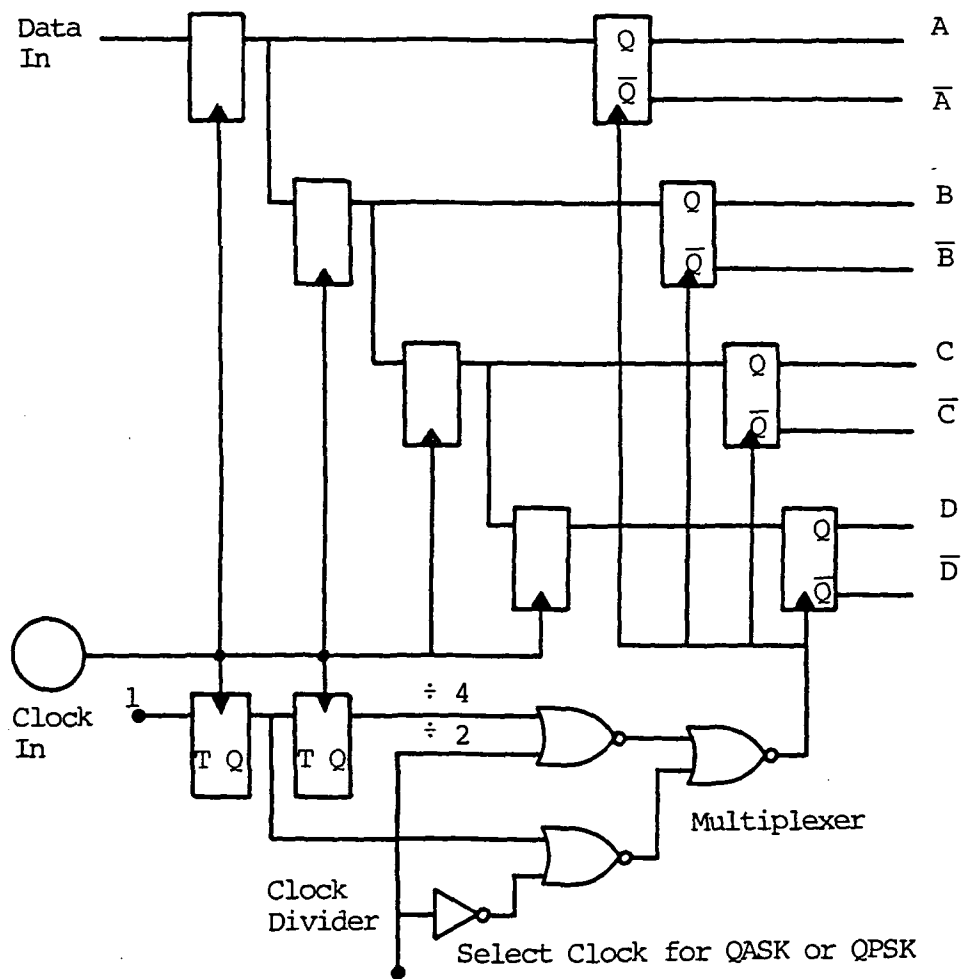 Data
In
Q
Q̅
A
A̅
Q
Q̅
B
B̅
Q
Q̅
C
C̅
Q
Q̅
D
D̅
Clock
In
1
T Q
T Q
÷ 4
÷ 2
Multiplexer
Clock
Divider
Select Clock for QASK or QPSK